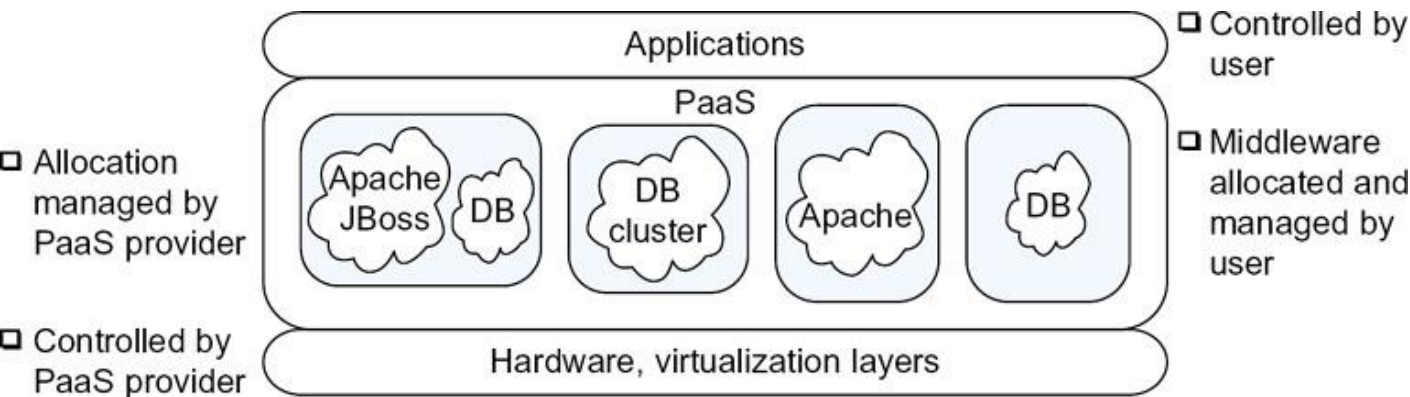 Applications
❑ Controlled by
user
PaaS
❑ Allocation
managed by
PaaS provider
Apache
JBoss
DB
DB
cluster
Apache
DB
❑ Middleware
allocated and
managed by
user
❑ Controlled by
PaaS provider
Hardware, virtualization layers